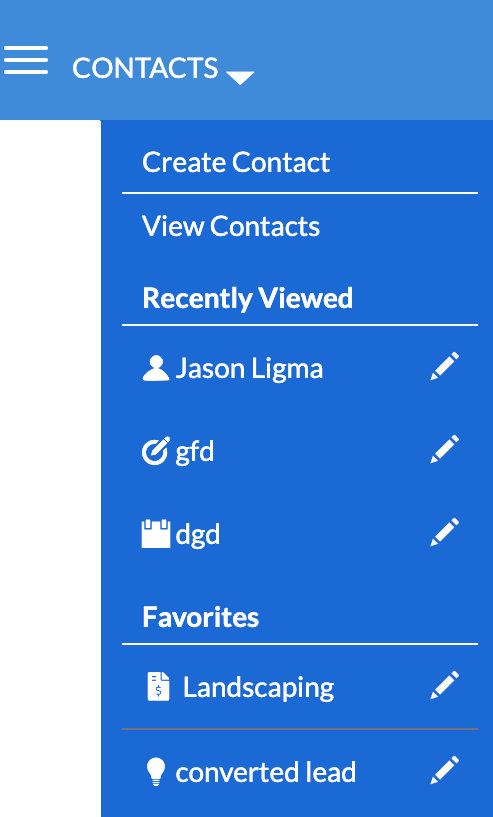 CONTACTS
Create Contact
View Contacts
Recently Viewed
Jason Ligma
gfd
dgd
Favorites
$ Landscaping
converted lead